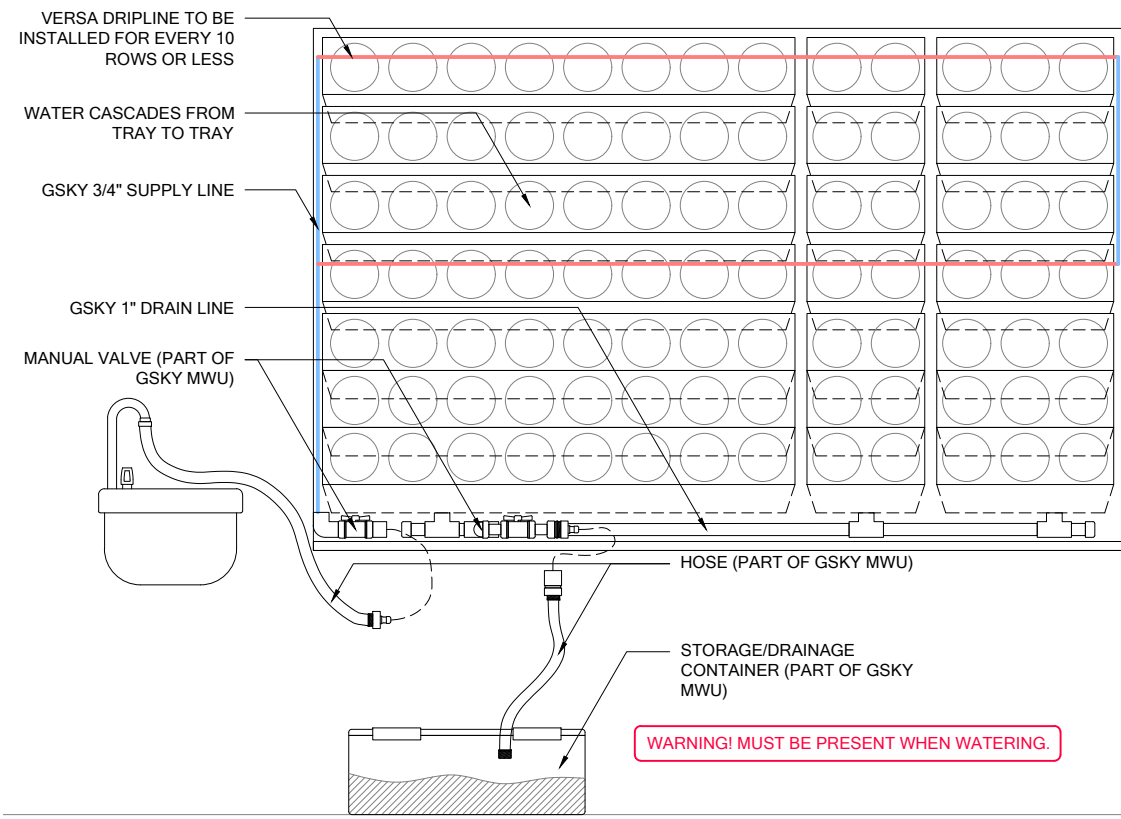 VERSA DRIPLINE TO BE
INSTALLED FOR EVERY 10
ROWS OR LESS
WATER CASCADES FROM
TRAY TO TRAY
GSKY 3/4" SUPPLY LINE
GSKY 1" DRAIN LINE
MANUAL VALVE (PART OF
GSKY MWU)
HOSE (PART OF GSKY MWU)
STORAGE/DRAINAGE
CONTAINER (PART OF GSKY
MWU)
WARNING! MUST BE PRESENT WHEN WATERING.